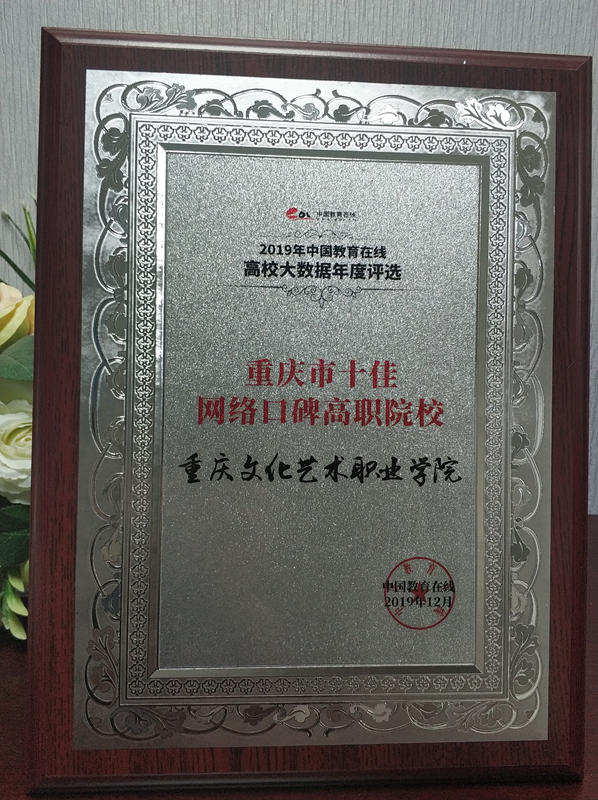 eol 中国教育在线
2019年中国教育在线
高校大数据年度评选
重庆市十佳
网络口碑高职院校
重庆文化艺术职业学院
中国教育在线
2019年12月